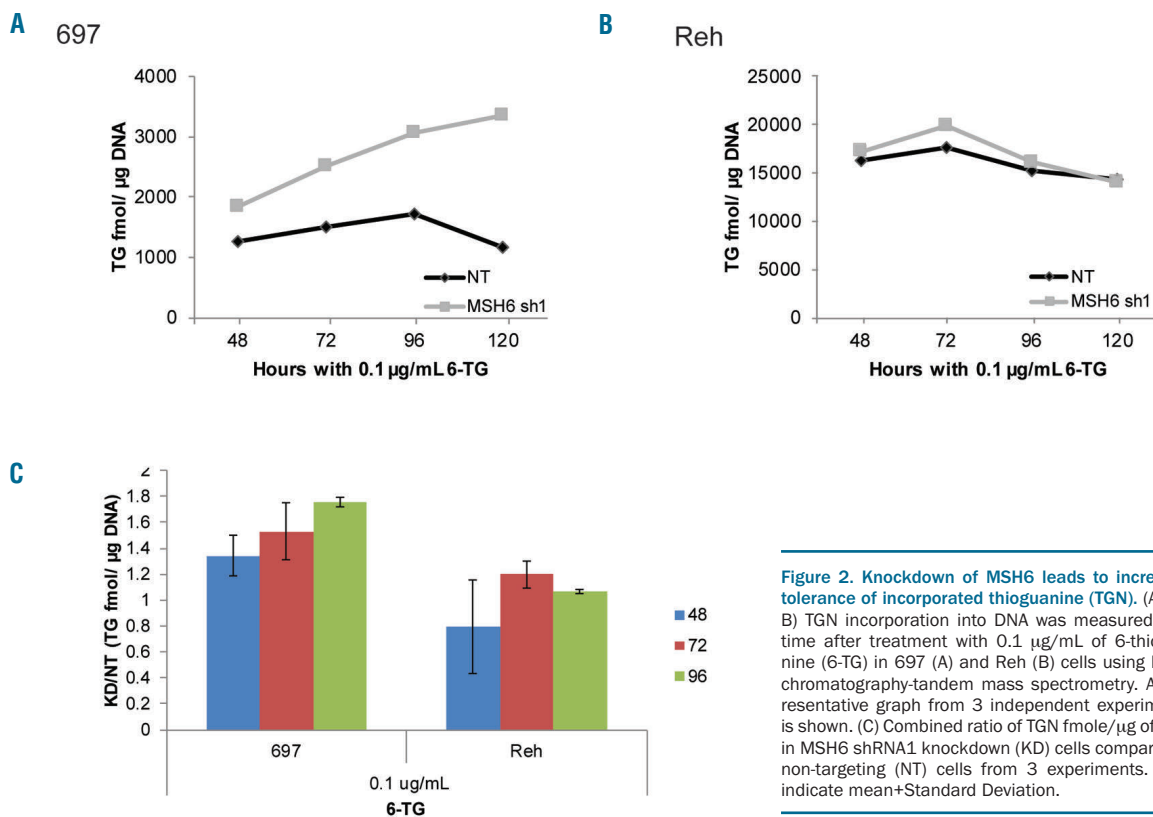 A
697
4000
3000
2000
1000
0
TG fmol/ µg DNA
NT
MSH6 sh1
48 72 96 120
Hours with 0.1 µg/mL 6-TG
B
Reh
25000
20000
15000
10000
5000
0
TG fmol/ µg DNA
NT
MSH6 sh1
48 72 96 120
Hours with 0.1 µg/mL 6-TG
C
2
1.8
1.6
1.4
1.2
1
0.8
0.6
0.4
0.2
0
KD/NT (TG fmol/ µg DNA)
697 Reh
0.1 ug/mL
6-TG
48
72
96
Figure 2. Knockdown of MSH6 leads to incre
tolerance of incorporated thioguanine (TGN). (A
B) TGN incorporation into DNA was measured
time after treatment with 0.1 µg/mL of 6-thio
nine (6-TG) in 697 (A) and Reh (B) cells using
chromatography-tandem mass spectrometry. A
resentative graph from 3 independent experim
is shown. (C) Combined ratio of TGN fmole/µg of
in MSH6 shRNA1 knockdown (KD) cells compar
non-targeting (NT) cells from 3 experiments.
indicate mean+Standard Deviation.